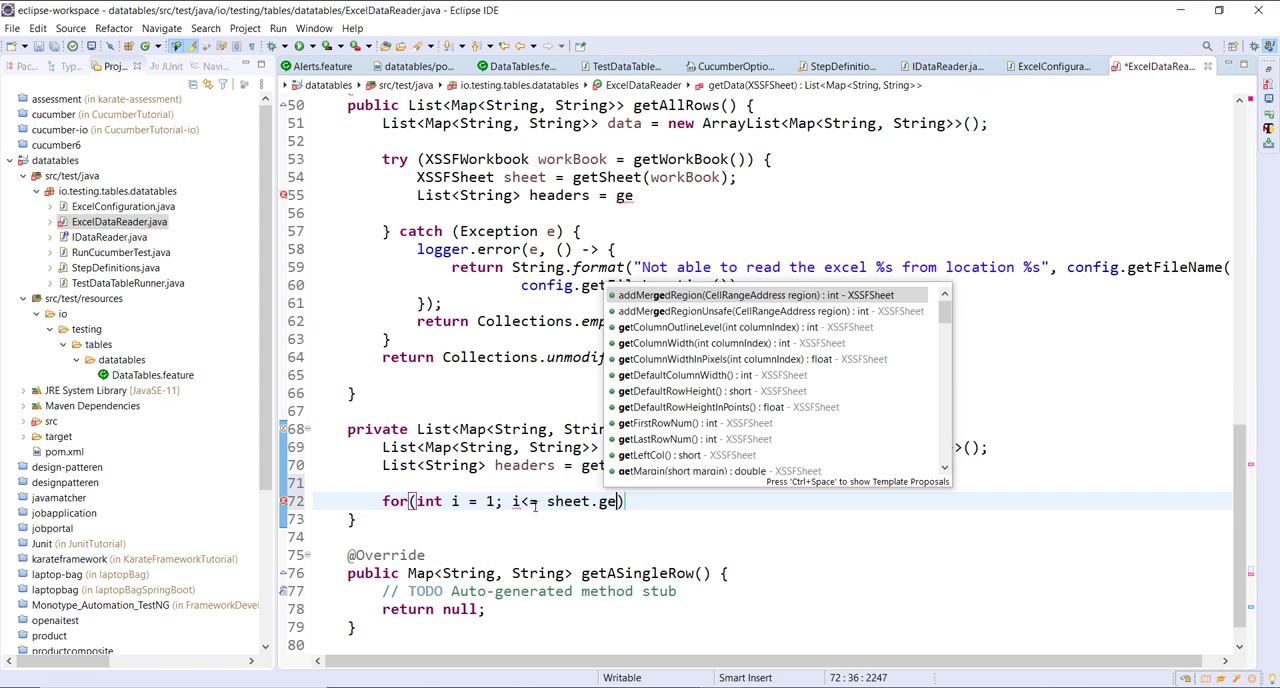 eclipse-workspace - datatables/src/test/java/io/testing/tables/datatables/ExcelDataReader.java - Eclipse IDE
File Edit Source Refactor Navigate Search Project Run Window Help
Pac... Typ... Proj... JUnit Navi...
Alerts.feature datatables/po... DataTables.fe... TestDataTable... CucumberOptio... StepDefinitio... IDataReader.ja... ExcelConfigura... *ExcelDataRea...
datatables src/test/java io.testing.tables.datatables ExcelDataReader getData(XSSFSheet) : List<Map<String, String>>
assessment (in karate-assessment)
cucumber (in CucumberTutorial)
cucumber-io (in CucumberTutorial-io)
cucumber6
datatables
src/test/java
io.testing.tables.datatables
ExcelConfiguration.java
ExcelDataReader.java
IDataReader.java
RunCucumberTest.java
StepDefinitions.java
TestDataTableRunner.java
src/test/resources
io
testing
tables
datatables
DataTables.feature
JRE System Library [JavaSE-11]
Maven Dependencies
src
target
pom.xml
design-patteren
designpatteren
javamatcher
jobapplication
jobportal
Junit (in JunitTutorial)
karateframework (in KarateFrameworkTutorial)
laptop-bag (in laptopBag)
laptopbag (in laptopBagSpringBoot)
Monotype_Automation_TestNG (in FrameworkDevel
openaitest
product
productcomposite
50 public List<Map<String, String>> getAllRows() {
51 List<Map<String, String>> data = new ArrayList<Map<String, String>>();
52
53 try (XSSFWorkbook workBook = getWorkBook()) {
54 XSSFSheet sheet = getSheet(workBook);
55 List<String> headers = ge
56
57 } catch (Exception e) {
58 logger.error(e, () -> {
59 return String.format("Not able to read the excel %s from location %s", config.getFileName(
60 config.getFi
61 });
62 return Collections.emp
63 }
64 return Collections.unmodif
65
66 }
67
68 private List<Map<String, Strin
69 List<Map<String, String>> >>();
70 List<String> headers = get
71
72 for(int i = 1; i<= sheet.ge)
73 }
74
75 @Override
76 public Map<String, String> getASingleRow() {
77 // TODO Auto-generated method stub
78 return null;
79 }
80
addMergedRegion(CellRangeAddress region) : int - XSSFSheet
addMergedRegionUnsafe(CellRangeAddress region) : int - XSSFSheet
getColumnOutlineLevel(int columnIndex) : int - XSSFSheet
getColumnWidth(int columnIndex) : int - XSSFSheet
getColumnWidthInPixels(int columnIndex) : float - XSSFSheet
getDefaultColumnWidth() : int - XSSFSheet
getDefaultRowHeight() : short - XSSFSheet
getDefaultRowHeightInPoints() : float - XSSFSheet
getFirstRowNum() : int - XSSFSheet
getLastRowNum() : int - XSSFSheet
getLeftCol() : short - XSSFSheet
getMargin(short margin) : double - XSSFSheet
Press 'Ctrl+Space' to show Template Proposals
Writable Smart Insert 72 : 36 : 2247